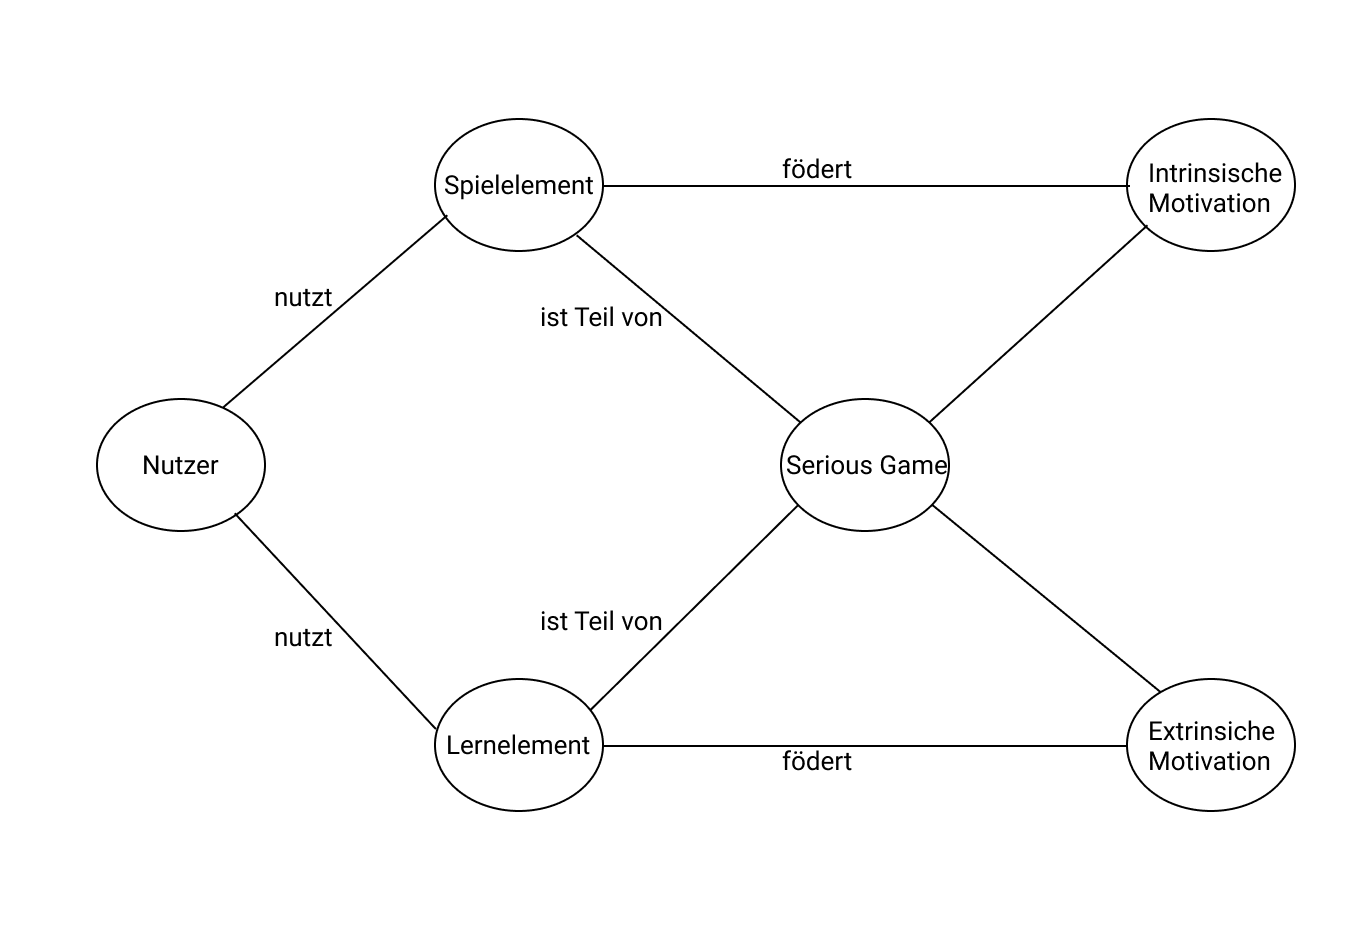 födert
Spielelement
Intrinsische
Motivation
nutzt
ist Teil von
Nutzer
Serious Game
ist Teil von
nutzt
Lernelement
Extrinsiche
Motivation
födert